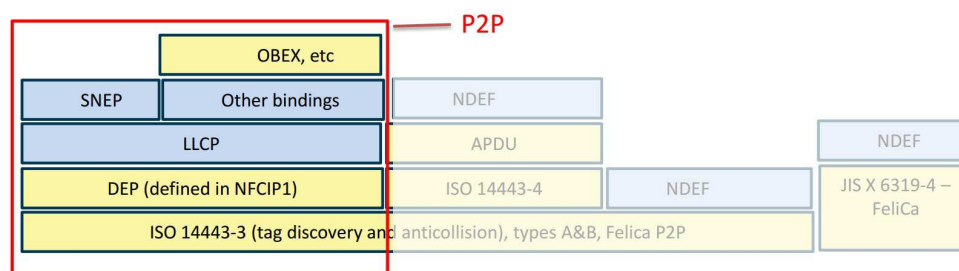 P2P
OBEX, etc
SNEP Other bindings NDEF
LLCP APDU NDEF
DEP (defined in NFCIP1) ISO 14443-4 NDEF JIS X 6319-4 –
FeliCa
ISO 14443-3 (tag discovery and anticollision), types A&B, Felica P2P